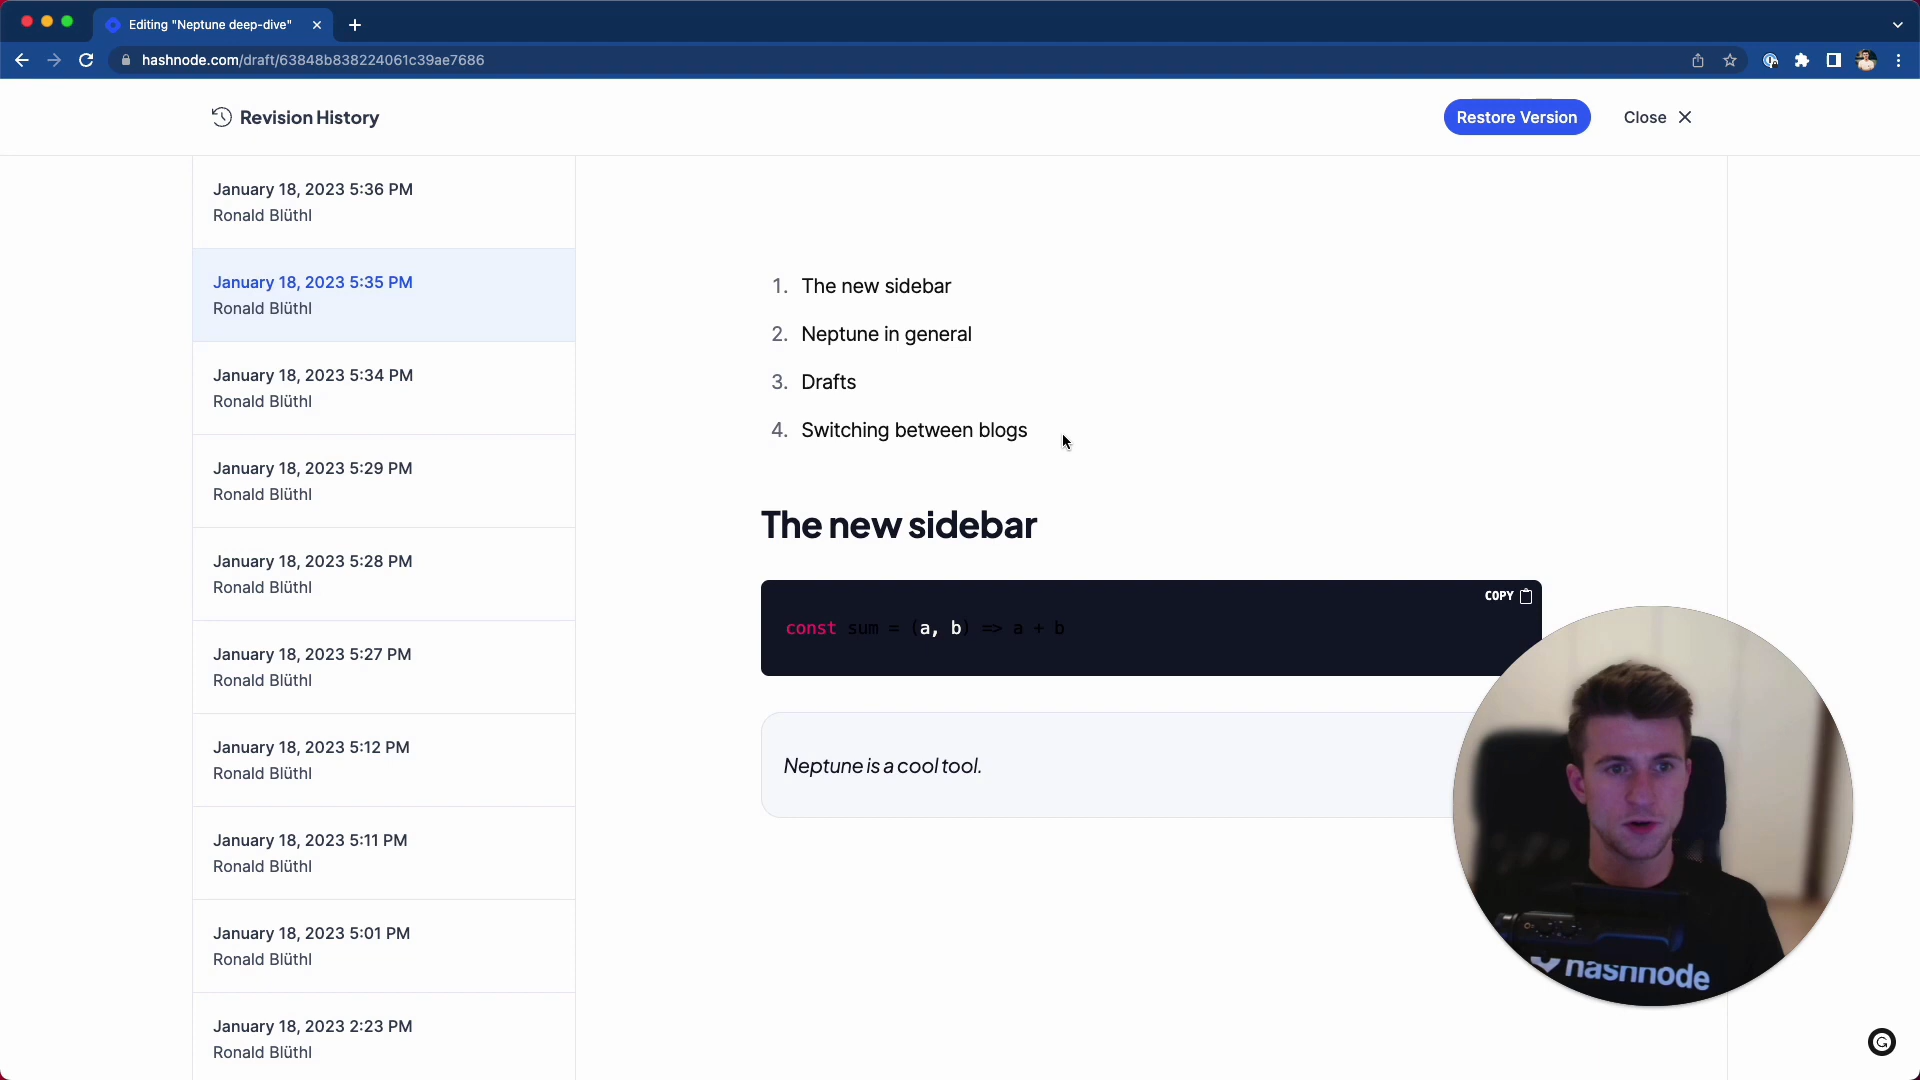 Editing "Neptune deep-dive"
hashnode.com/draft/63848b838224061c39ae7686
Revision History
Restore Version
Close
January 18, 2023 5:36 PM
Ronald Blüthl
January 18, 2023 5:35 PM
Ronald Blüthl
January 18, 2023 5:34 PM
Ronald Blüthl
January 18, 2023 5:29 PM
Ronald Blüthl
January 18, 2023 5:28 PM
Ronald Blüthl
January 18, 2023 5:27 PM
Ronald Blüthl
January 18, 2023 5:12 PM
Ronald Blüthl
January 18, 2023 5:11 PM
Ronald Blüthl
January 18, 2023 5:01 PM
Ronald Blüthl
January 18, 2023 2:23 PM
Ronald Blüthl
1. The new sidebar
2. Neptune in general
3. Drafts
4. Switching between blogs
The new sidebar
COPY
const sum = (a, b) => a + b
Neptune is a cool tool.
hashnode